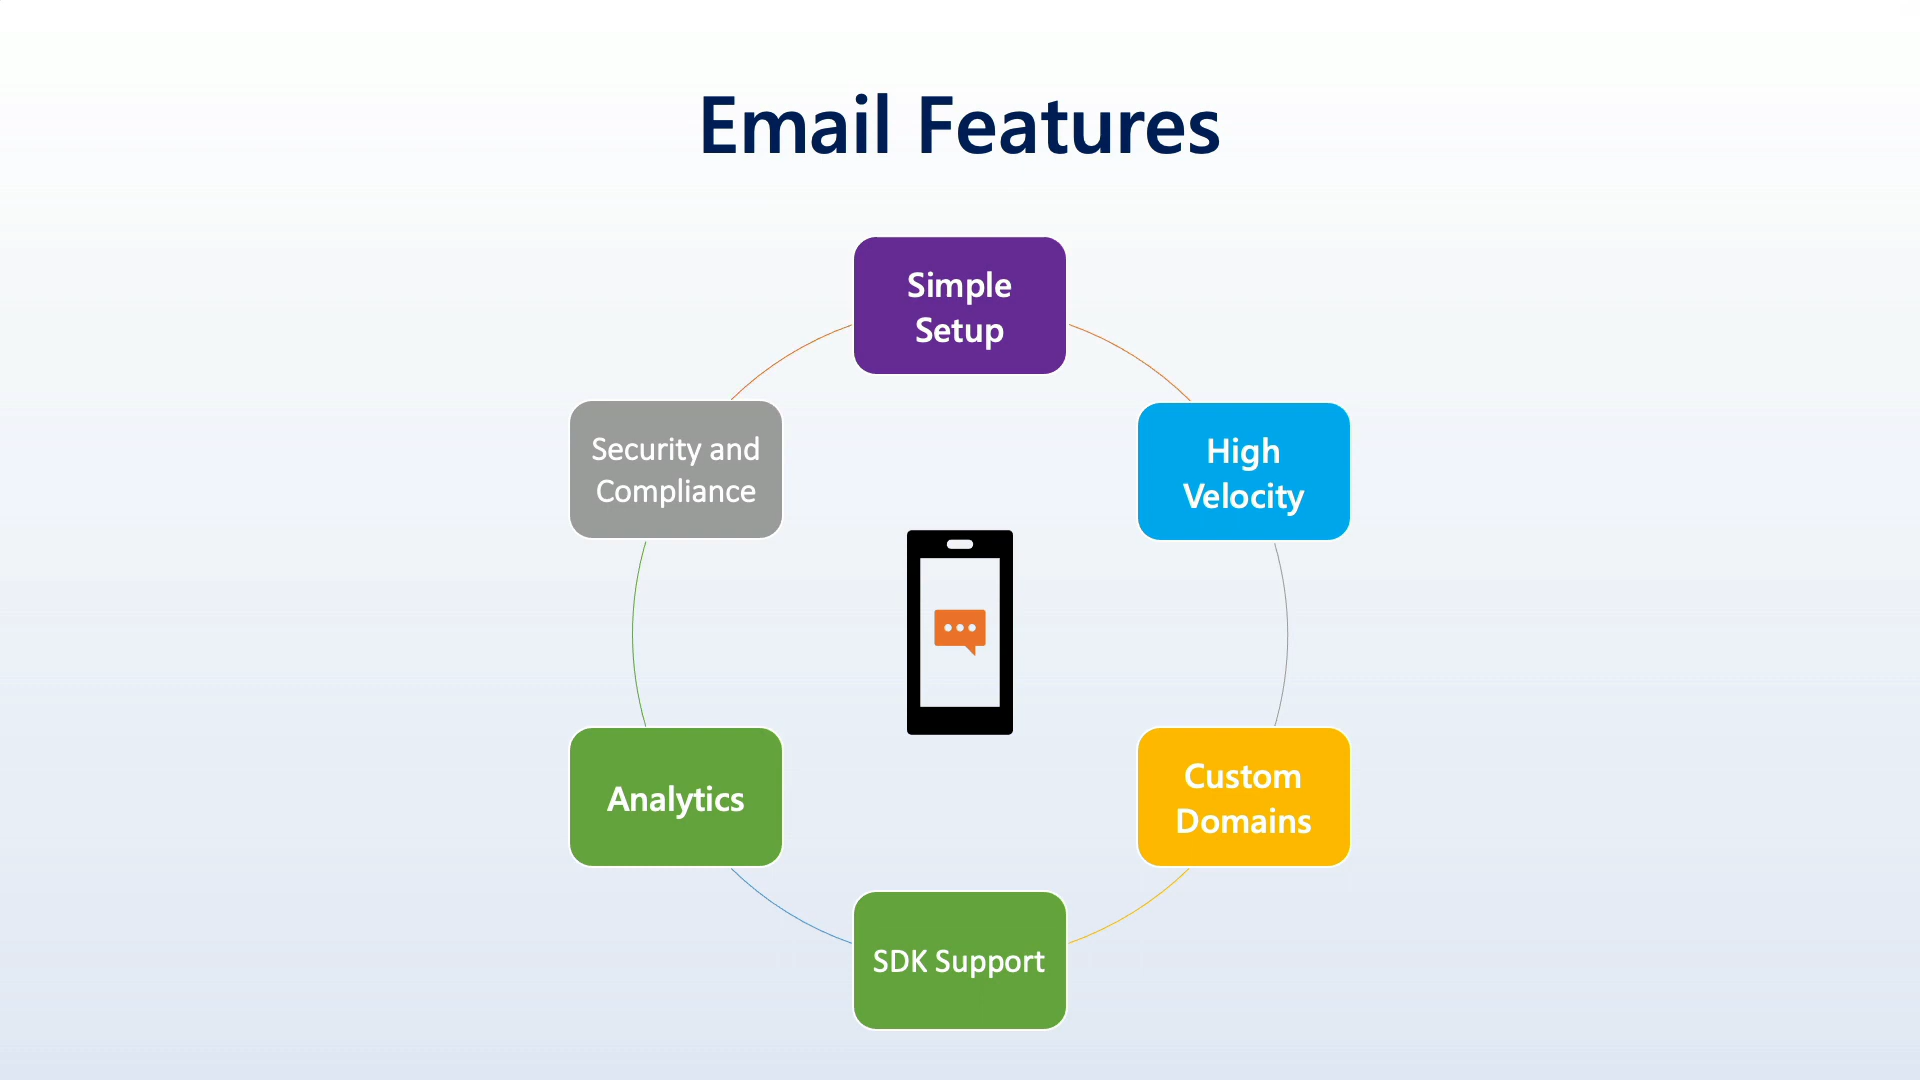 Email Features
Simple
Setup
High
Velocity
Custom
Domains
SDK Support
Analytics
Security and
Compliance